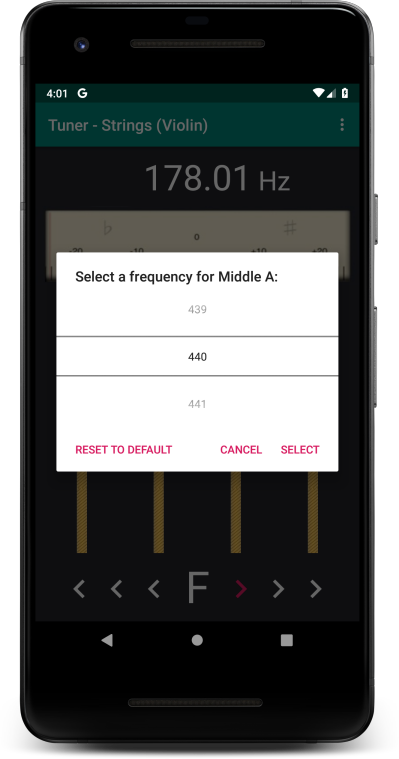 4:01 G
Tuner - Strings (Violin)
178.01 Hz
♭ 0 ♯
-20 -10 +10 +20
Select a frequency for Middle A:
439
440
441
RESET TO DEFAULT CANCEL SELECT
F